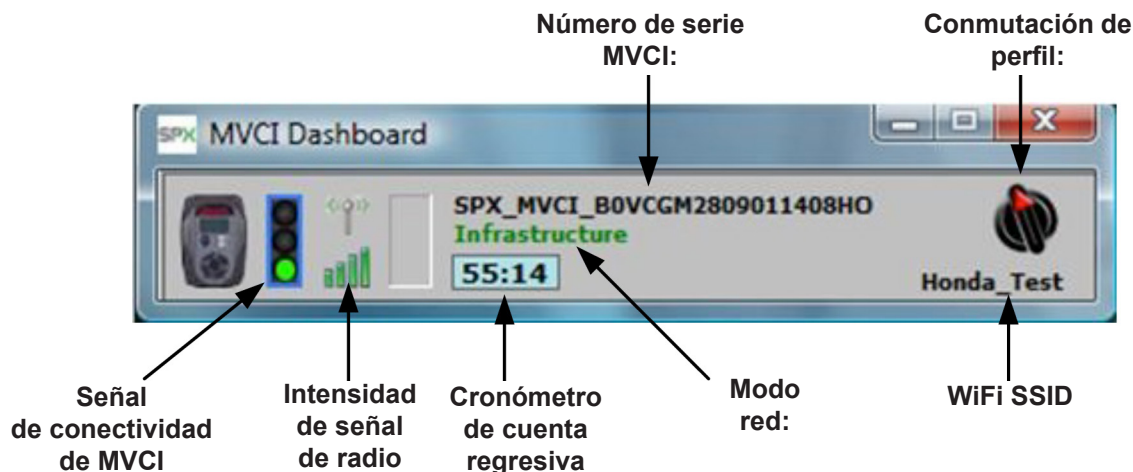 Número de serie
MVCI:
Conmutación de
perfil:
SPX MVCI Dashboard
SPX_MVCI_B0VCGM2809011408HO
Infrastructure
55:14
Honda_Test
Señal
de conectividad
de MVCI
Intensidad
de señal
de radio
Cronómetro
de cuenta
regresiva
Modo
red:
WiFi SSID